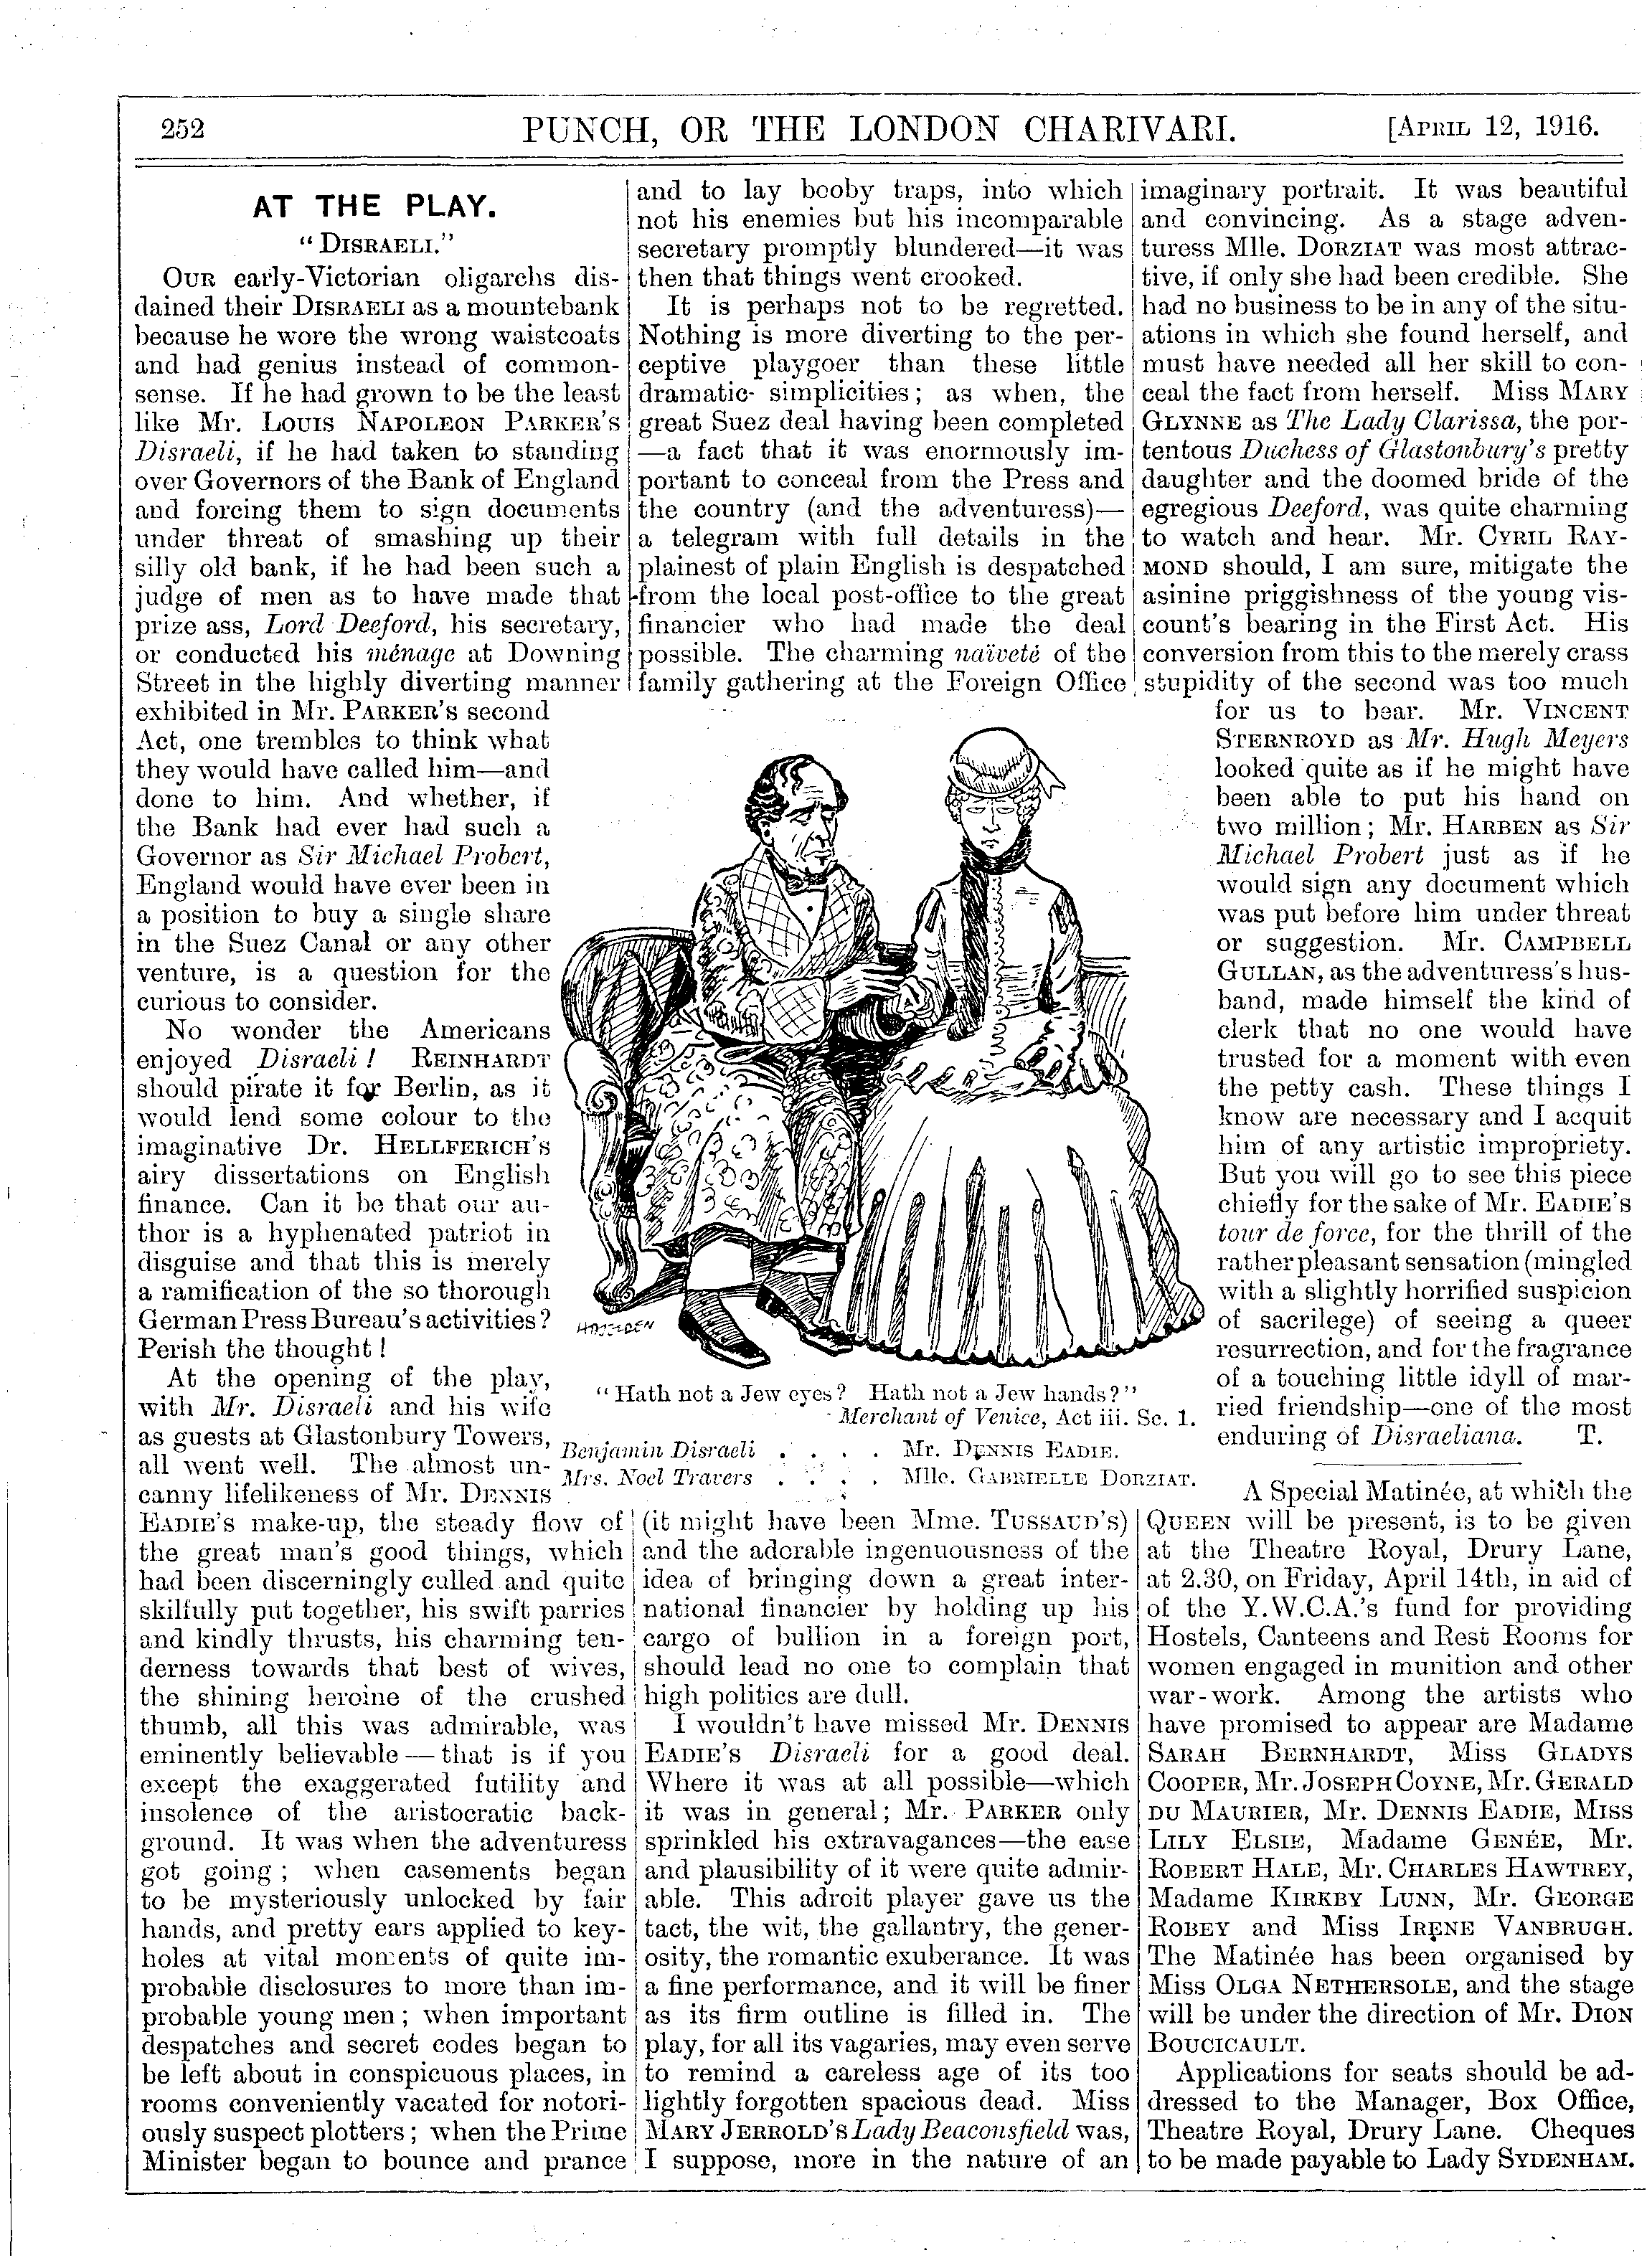 252
PUNCH, OR THE LONDON CHARIVARI.
[APRIL 12, 1916.
AT THE PLAY.
"DISRAELI."
OUR early-Victorian oligarchs dis-
dained their DISRAELI as a mountebank
because he wore the wrong waistcoats
and had genius instead of common-
sense. If he had grown to be the least
like Mr. LOUIS NAPOLEON PARKER'S
Disraeli, if he had taken to standing
over Governors of the Bank of England
and forcing them to sign documents
under threat of smashing up their
silly old bank, if he had been such a
judge of men as to have made that
prize ass, Lord Deeford, his secretary,
or conducted his ménage at Downing
Street in the highly diverting manner
exhibited in Mr. PARKER'S second
Act, one trembles to think what
they would have called him—and
done to him. And whether, if
the Bank had ever had such a
Governor as Sir Michael Probert,
England would have ever been in
a position to buy a single share
in the Suez Canal or any other
venture, is a question for the
curious to consider.
No wonder the Americans
enjoyed Disraeli! REINHARDT
should pirate it for Berlin, as it
would lend some colour to the
imaginative Dr. HELLFERICH'S
airy dissertations on English
finance. Can it be that our au-
thor is a hyphenated patriot in
disguise and that this is merely
a ramification of the so thorough
German Press Bureau's activities?
Perish the thought!
At the opening of the play,
with Mr. Disraeli and his wife
as guests at Glastonbury Towers,
all went well. The almost un-
canny lifelikeness of Mr. DENNIS
EADIE'S make-up, the steady flow of
the great man's good things, which
had been discerningly culled and quite
skilfully put together, his swift parries
and kindly thrusts, his charming ten-
derness towards that best of wives,
the shining heroine of the crushed
thumb, all this was admirable, was
eminently believable—that is if you
except the exaggerated futility and
insolence of the aristocratic back-
ground. It was when the adventuress
got going; when casements began
to be mysteriously unlocked by fair
hands, and pretty ears applied to key-
holes at vital moments of quite im-
probable disclosures to more than im-
probable young men; when important
despatches and secret codes began to
be left about in conspicuous places, in
rooms conveniently vacated for notori-
ously suspect plotters; when the Prime
Minister began to bounce and prance
and to lay booby traps, into which
not his enemies but his incomparable
secretary promptly blundered—it was
then that things went crooked.
It is perhaps not to be regretted.
Nothing is more diverting to the per-
ceptive playgoer than these little
dramatic simplicities; as when, the
great Suez deal having been completed
—a fact that it was enormously im-
portant to conceal from the Press and
the country (and the adventuress)—
a telegram with full details in the
plainest of plain English is despatched
from the local post-office to the great
financier who had made the deal
possible. The charming naïveté of the
family gathering at the Foreign Office
HASELDEN
"Hath not a Jew eyes? Hath not a Jew hands?"
Merchant of Venice, Act iii. Sc. 1.
Benjamin Disraeli . . . . Mr. DENNIS EADIE.
Mrs. Noel Travers . . . . Mlle. GABRIELLE DORZIAT.
(it might have been Mme. TUSSAUD'S)
and the adorable ingenuousness of the
idea of bringing down a great inter-
national financier by holding up his
cargo of bullion in a foreign port,
should lead no one to complain that
high politics are dull.
I wouldn't have missed Mr. DENNIS
EADIE'S Disraeli for a good deal.
Where it was at all possible—which
it was in general; Mr. PARKER only
sprinkled his extravagances—the ease
and plausibility of it were quite admir-
able. This adroit player gave us the
tact, the wit, the gallantry, the gener-
osity, the romantic exuberance. It was
a fine performance, and it will be finer
as its firm outline is filled in. The
play, for all its vagaries, may even serve
to remind a careless age of its too
lightly forgotten spacious dead. Miss
MARY JERROLD'S Lady Beaconsfield was,
I suppose, more in the nature of an
imaginary portrait. It was beautiful
and convincing. As a stage adven-
turess Mlle. DORZIAT was most attrac-
tive, if only she had been credible. She
had no business to be in any of the situ-
ations in which she found herself, and
must have needed all her skill to con-
ceal the fact from herself. Miss MARY
GLYNNE as The Lady Clarissa, the por-
tentous Duchess of Glastonbury's pretty
daughter and the doomed bride of the
egregious Deeford, was quite charming
to watch and hear. Mr. CYRIL RAY-
MOND should, I am sure, mitigate the
asinine priggishness of the young vis-
count's bearing in the First Act. His
conversion from this to the merely crass
stupidity of the second was too much
for us to bear. Mr. VINCENT
STERNROYD as Mr. Hugh Meyers
looked quite as if he might have
been able to put his hand on
two million; Mr. HARBEN as Sir
Michael Probert just as if he
would sign any document which
was put before him under threat
or suggestion. Mr. CAMPBELL
GULLAN, as the adventuress's hus-
band, made himself the kind of
clerk that no one would have
trusted for a moment with even
the petty cash. These things I
know are necessary and I acquit
him of any artistic impropriety.
But you will go to see this piece
chiefly for the sake of Mr. EADIE'S
tour de force, for the thrill of the
rather pleasant sensation (mingled
with a slightly horrified suspicion
of sacrilege) of seeing a queer
resurrection, and for the fragrance
of a touching little idyll of mar-
ried friendship—one of the most
enduring of Disraeliana. T.
A Special Matinée, at which the
QUEEN will be present, is to be given
at the Theatre Royal, Drury Lane,
at 2.30, on Friday, April 14th, in aid of
of the Y.W.C.A.'s fund for providing
Hostels, Canteens and Rest Rooms for
women engaged in munition and other
war-work. Among the artists who
have promised to appear are Madame
SARAH BERNHARDT, Miss GLADYS
COOPER, Mr. JOSEPH COYNE, Mr. GERALD
DU MAURIER, Mr. DENNIS EADIE, MISS
LILY ELSIE, Madame GENÉE, Mr.
ROBERT HALE, Mr. CHARLES HAWTREY,
Madame KIRKBY LUNN, Mr. GEORGE
ROBEY and Miss IRENE VANBRUGH.
The Matinée has been organised by
Miss OLGA NETHERSOLE, and the stage
will be under the direction of Mr. DION
BOUCICAULT.
Applications for seats should be ad-
dressed to the Manager, Box Office,
Theatre Royal, Drury Lane. Cheques
to be made payable to Lady SYDENHAM.